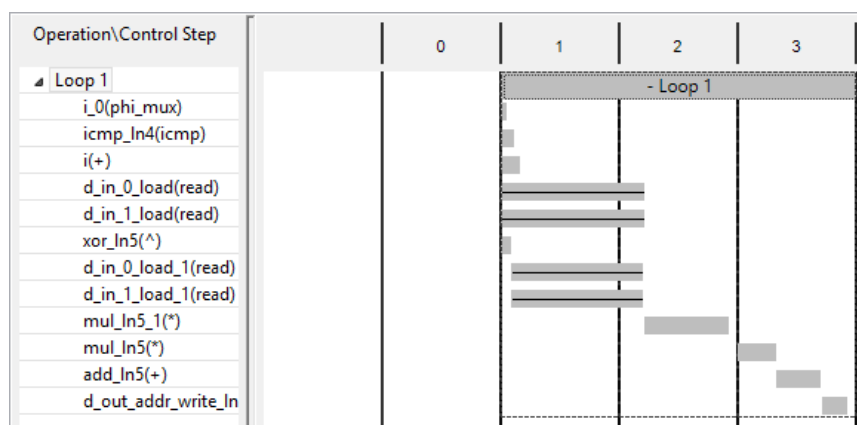 Operation\Control Step 0 1 2 3
Loop 1 - Loop 1
i_0(phi_mux)
icmp_ln4(icmp)
i(+)
d_in_0_load(read)
d_in_1_load(read)
xor_ln5(^)
d_in_0_load_1(read)
d_in_1_load_1(read)
mul_ln5_1(*)
mul_ln5(*)
add_ln5(+)
d_out_addr_write_ln